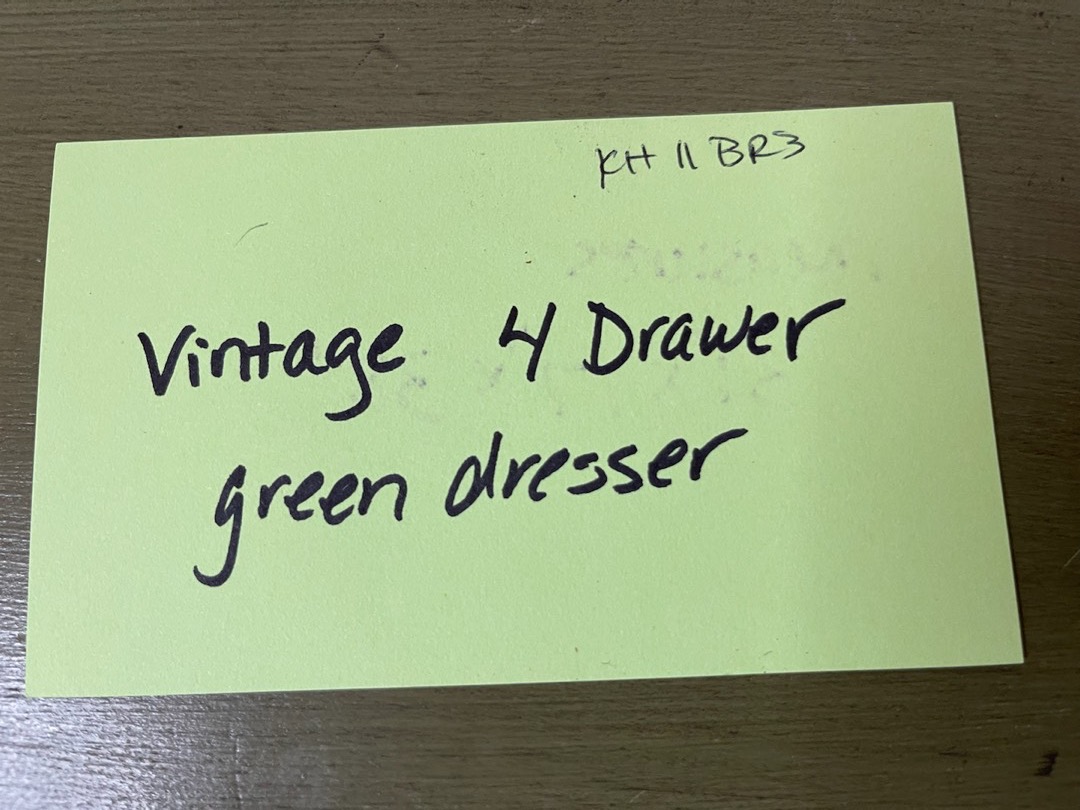 KH 11 BR3
Vintage 4 Drawer
green dresser